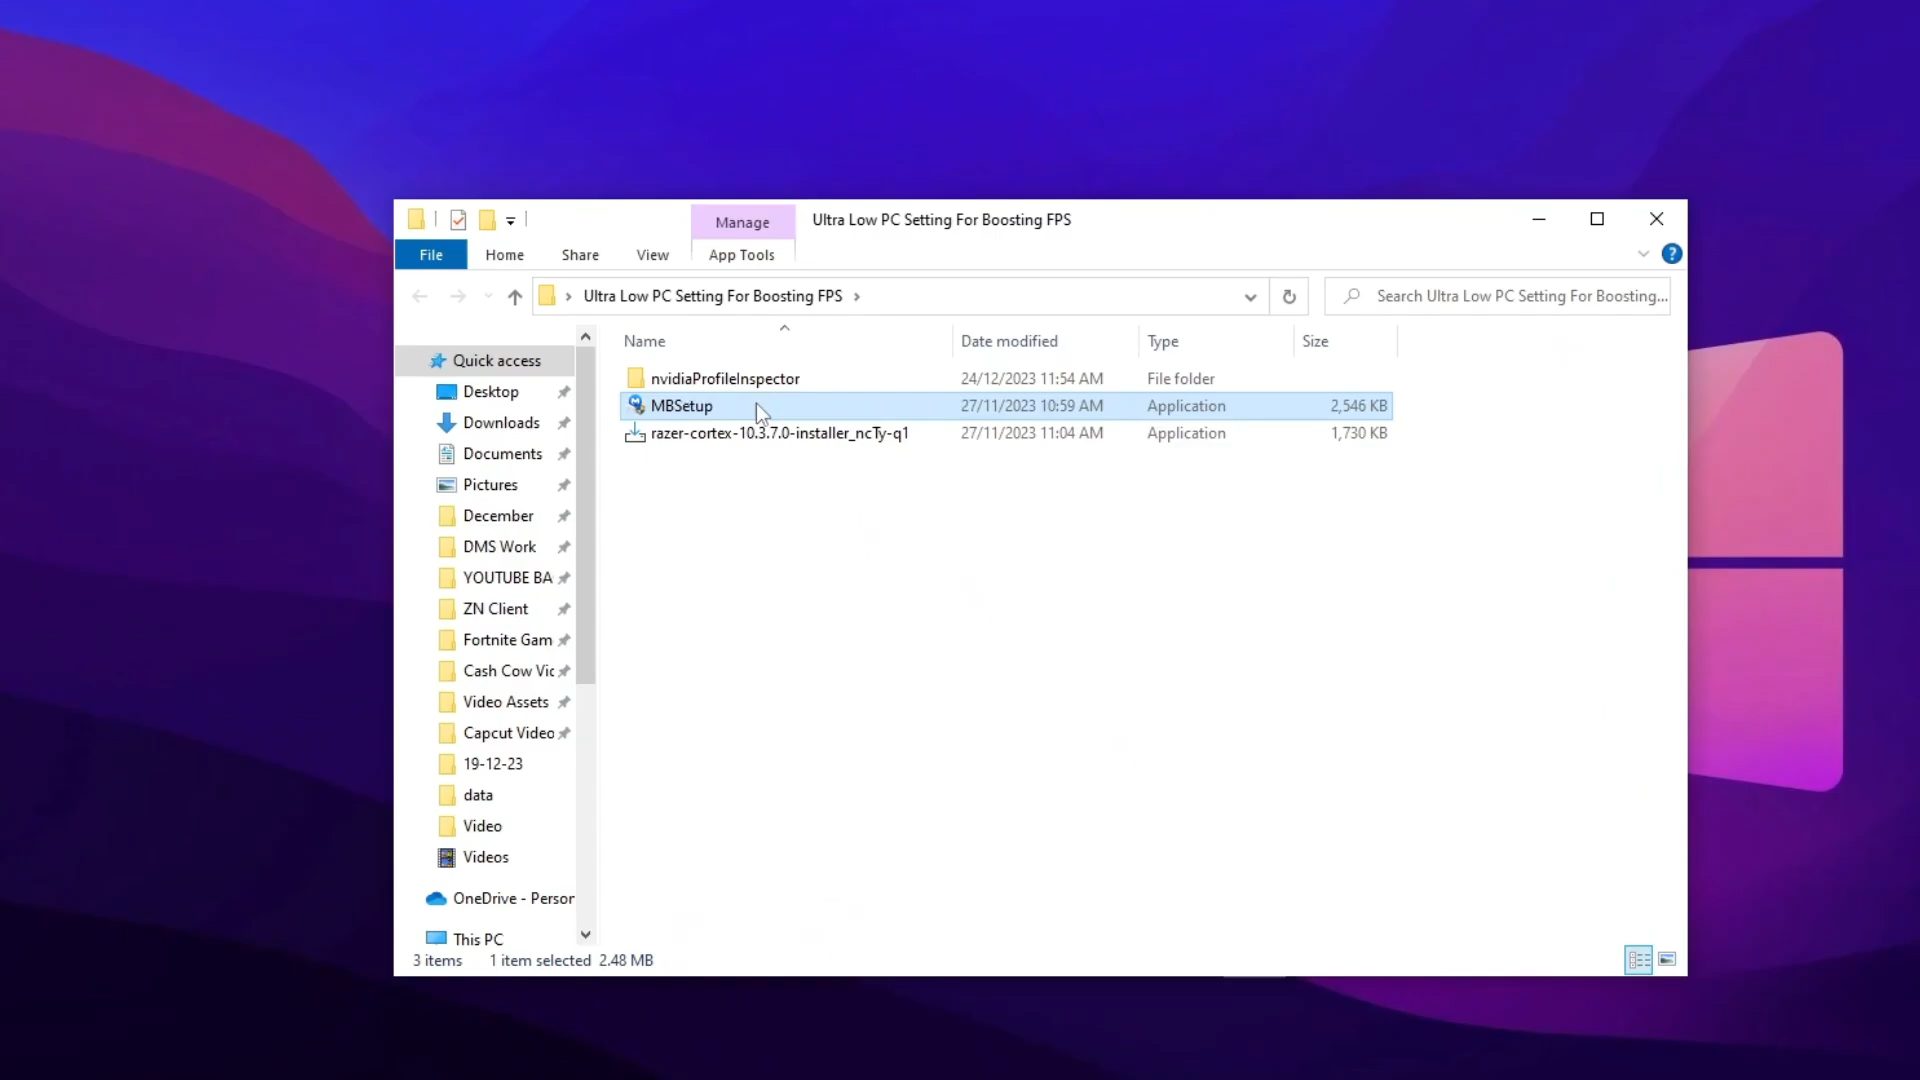 Manage
Ultra Low PC Setting For Boosting FPS
File
Home
Share
View
App Tools
?
Ultra Low PC Setting For Boosting FPS
Search Ultra Low PC Setting For Boosting...
Name
Date modified
Type
Size
nvidiaProfileInspector 24/12/2023 11:54 AM File folder
MBSetup 27/11/2023 10:59 AM Application 2,546 KB
razer-cortex-10.3.7.0-installer_ncTy-q1 27/11/2023 11:04 AM Application 1,730 KB
Quick access
Desktop
Downloads
Documents
Pictures
December
DMS Work
YOUTUBE BA
ZN Client
Fortnite Gam
Cash Cow Vic
Video Assets
Capcut Video
19-12-23
data
Video
Videos
OneDrive - Person
This PC
3 items 1 item selected 2.48 MB